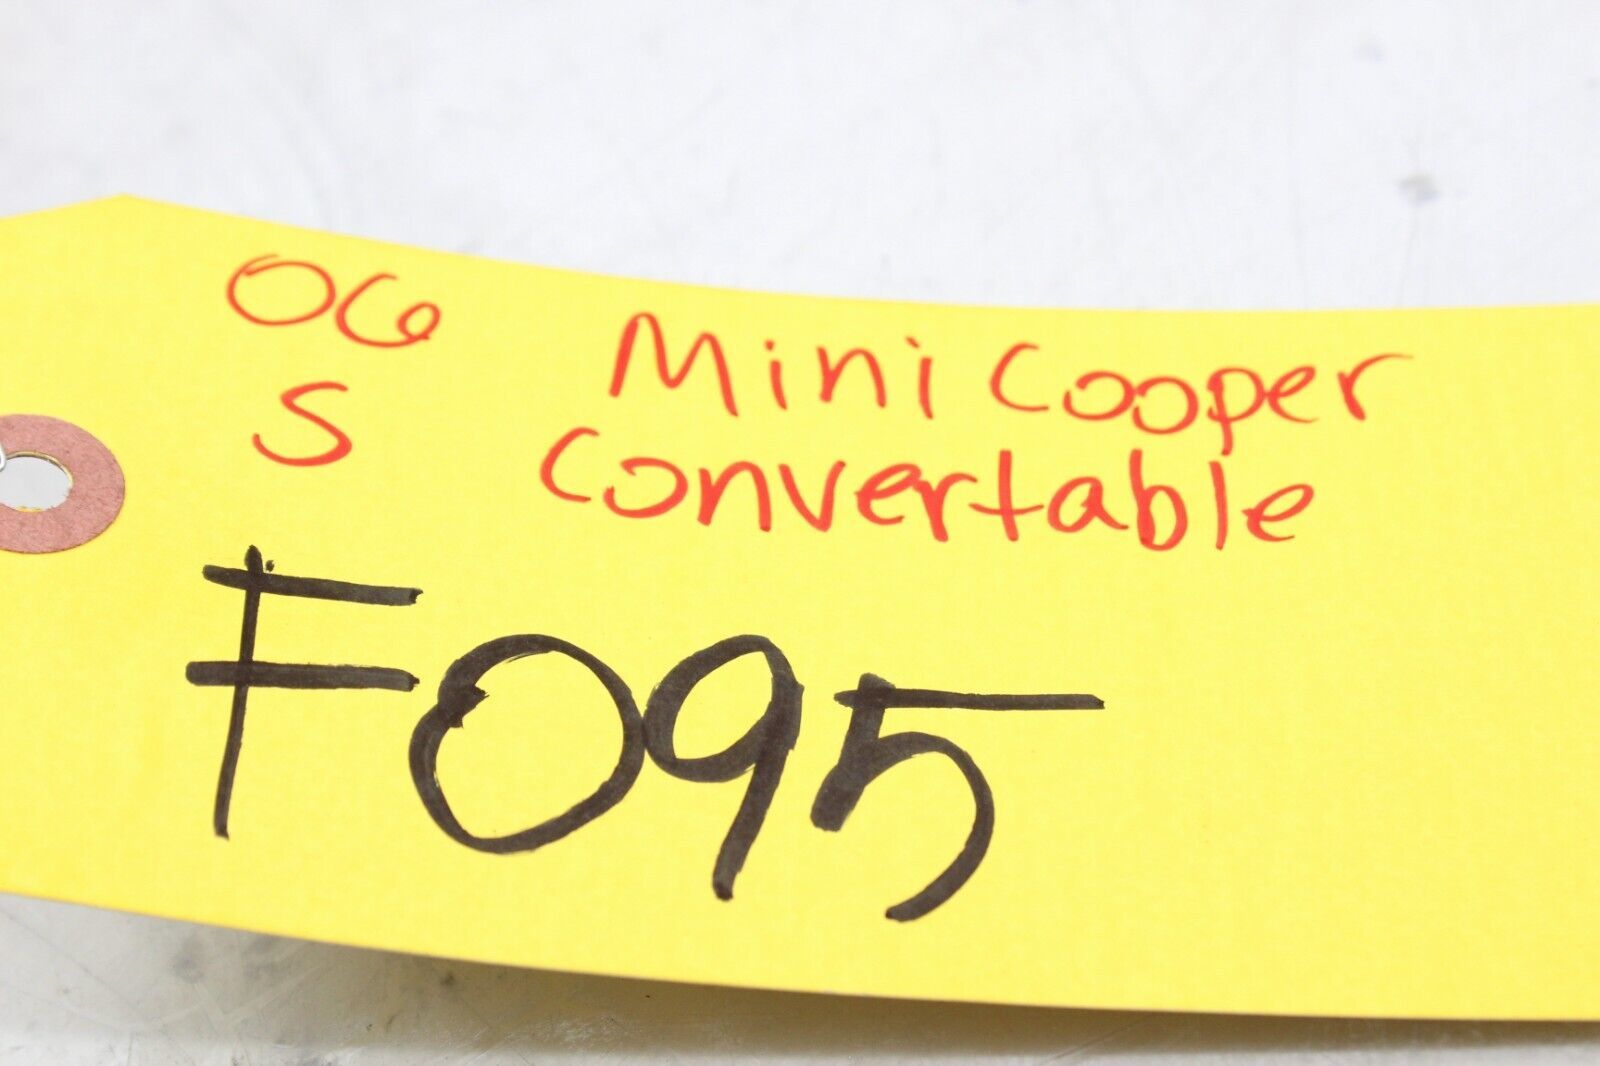 06 Mini Cooper
S Convertable
F095